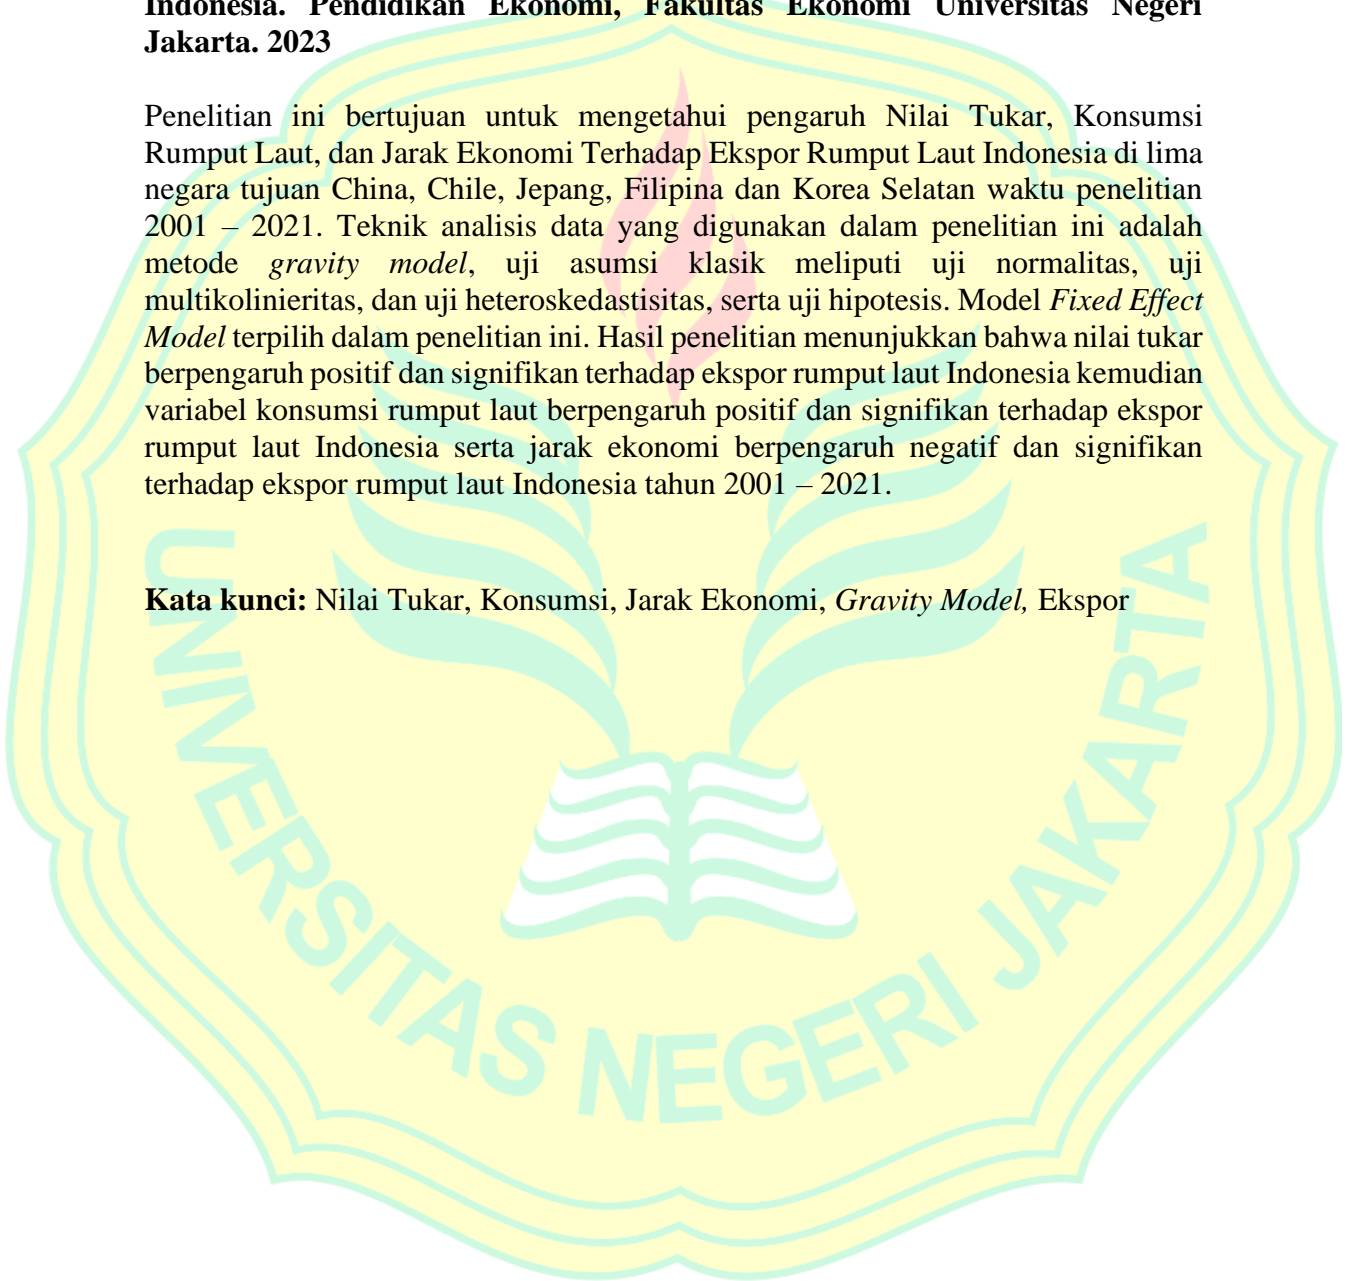 Indonesia. Pendidikan Ekonomi, Fakultas Ekonomi Universitas Negeri
Jakarta. 2023
Penelitian ini bertujuan untuk mengetahui pengaruh Nilai Tukar, Konsumsi
Rumput Laut, dan Jarak Ekonomi Terhadap Ekspor Rumput Laut Indonesia di lima
negara tujuan China, Chile, Jepang, Filipina dan Korea Selatan waktu penelitian
2001 – 2021. Teknik analisis data yang digunakan dalam penelitian ini adalah
metode gravity model, uji asumsi klasik meliputi uji normalitas, uji
multikolinieritas, dan uji heteroskedastisitas, serta uji hipotesis. Model Fixed Effect
Model terpilih dalam penelitian ini. Hasil penelitian menunjukkan bahwa nilai tukar
berpengaruh positif dan signifikan terhadap ekspor rumput laut Indonesia kemudian
variabel konsumsi rumput laut berpengaruh positif dan signifikan terhadap ekspor
rumput laut Indonesia serta jarak ekonomi berpengaruh negatif dan signifikan
terhadap ekspor rumput laut Indonesia tahun 2001 – 2021.
Kata kunci: Nilai Tukar, Konsumsi, Jarak Ekonomi, Gravity Model, Ekspor
UNIVERSITAS NEGERI JAKARTA